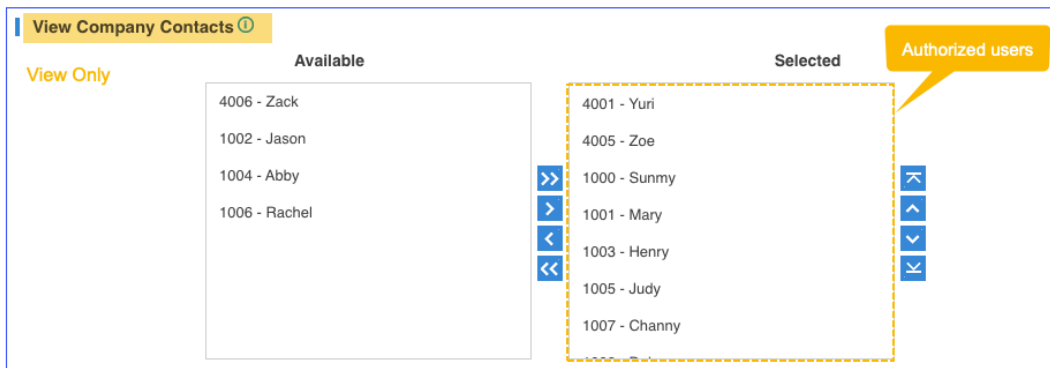 View Company Contacts
Authorized users
View Only
Available
Selected
4006 - Zack
1002 - Jason
1004 - Abby
1006 - Rachel
4001 - Yuri
4005 - Zoe
1000 - Sunmy
1001 - Mary
1003 - Henry
1005 - Judy
1007 - Channy